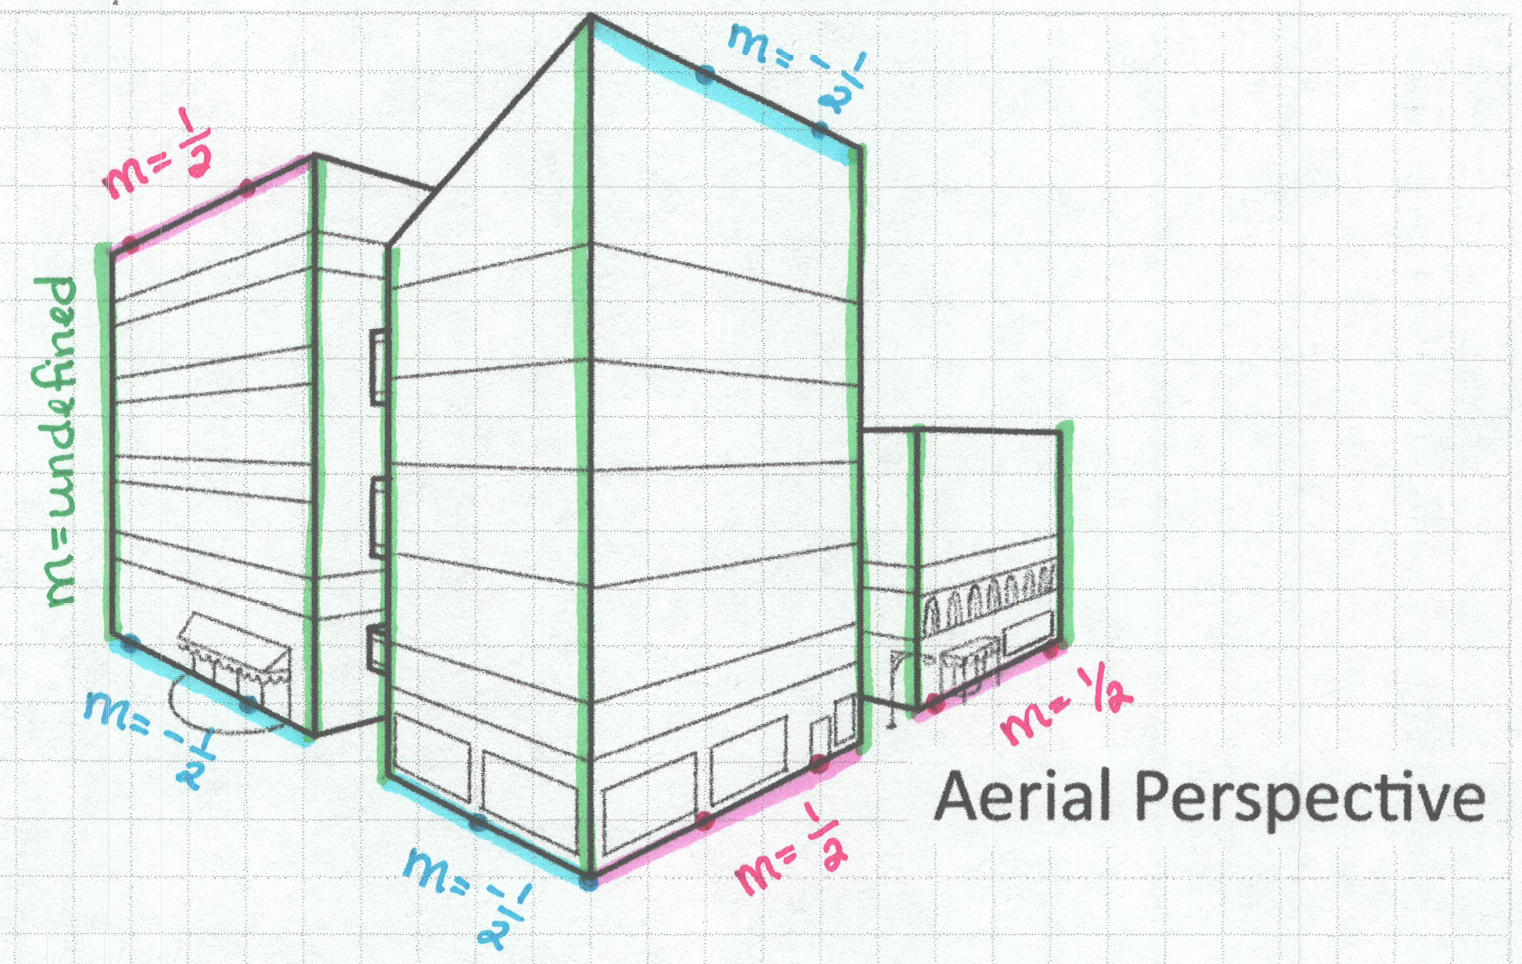 m = -1/2
m = 1/2
m = undefined
m = 1/2
m = -1/2
Aerial Perspective
m = 1/2
m = -1/2